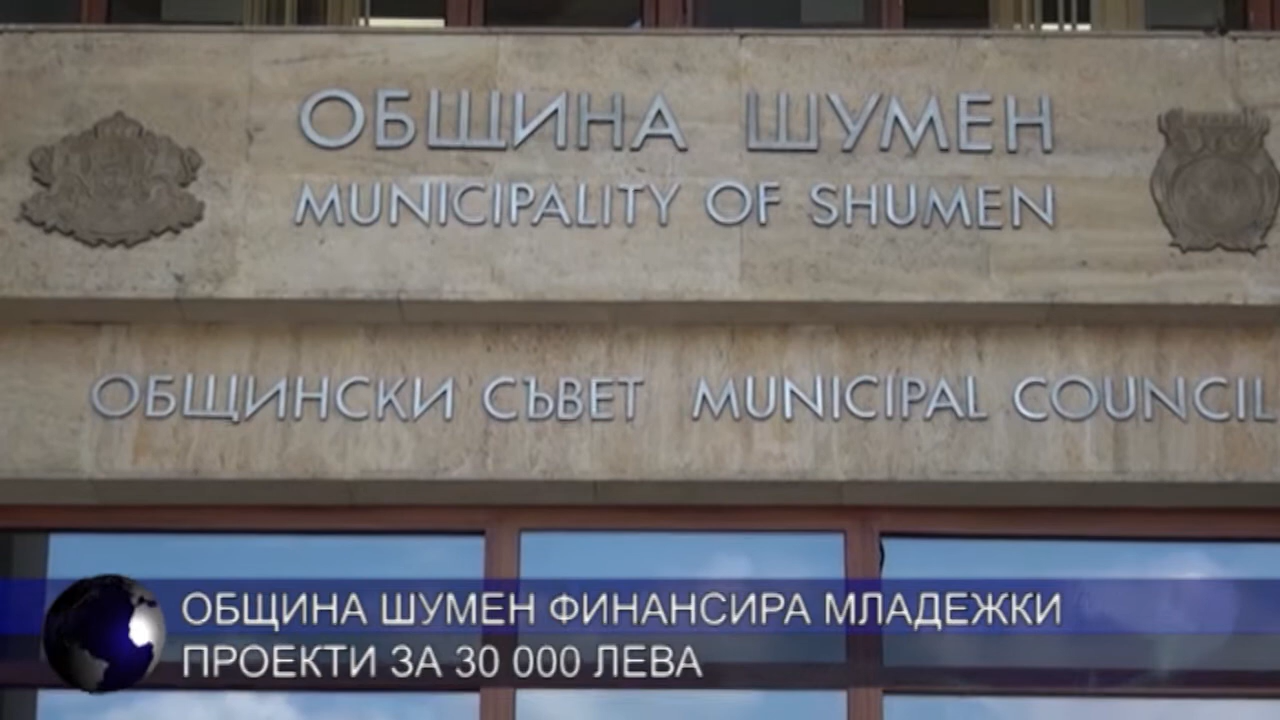 ОБЩИНА ШУМЕН
MUNICIPALITY OF SHUMEN
ОБЩИНСКИ СЪВЕТ MUNICIPAL COUNCIL
ОБЩИНА ШУМЕН ФИНАНСИРА МЛАДЕЖКИ
ПРОЕКТИ ЗА 30 000 ЛЕВА